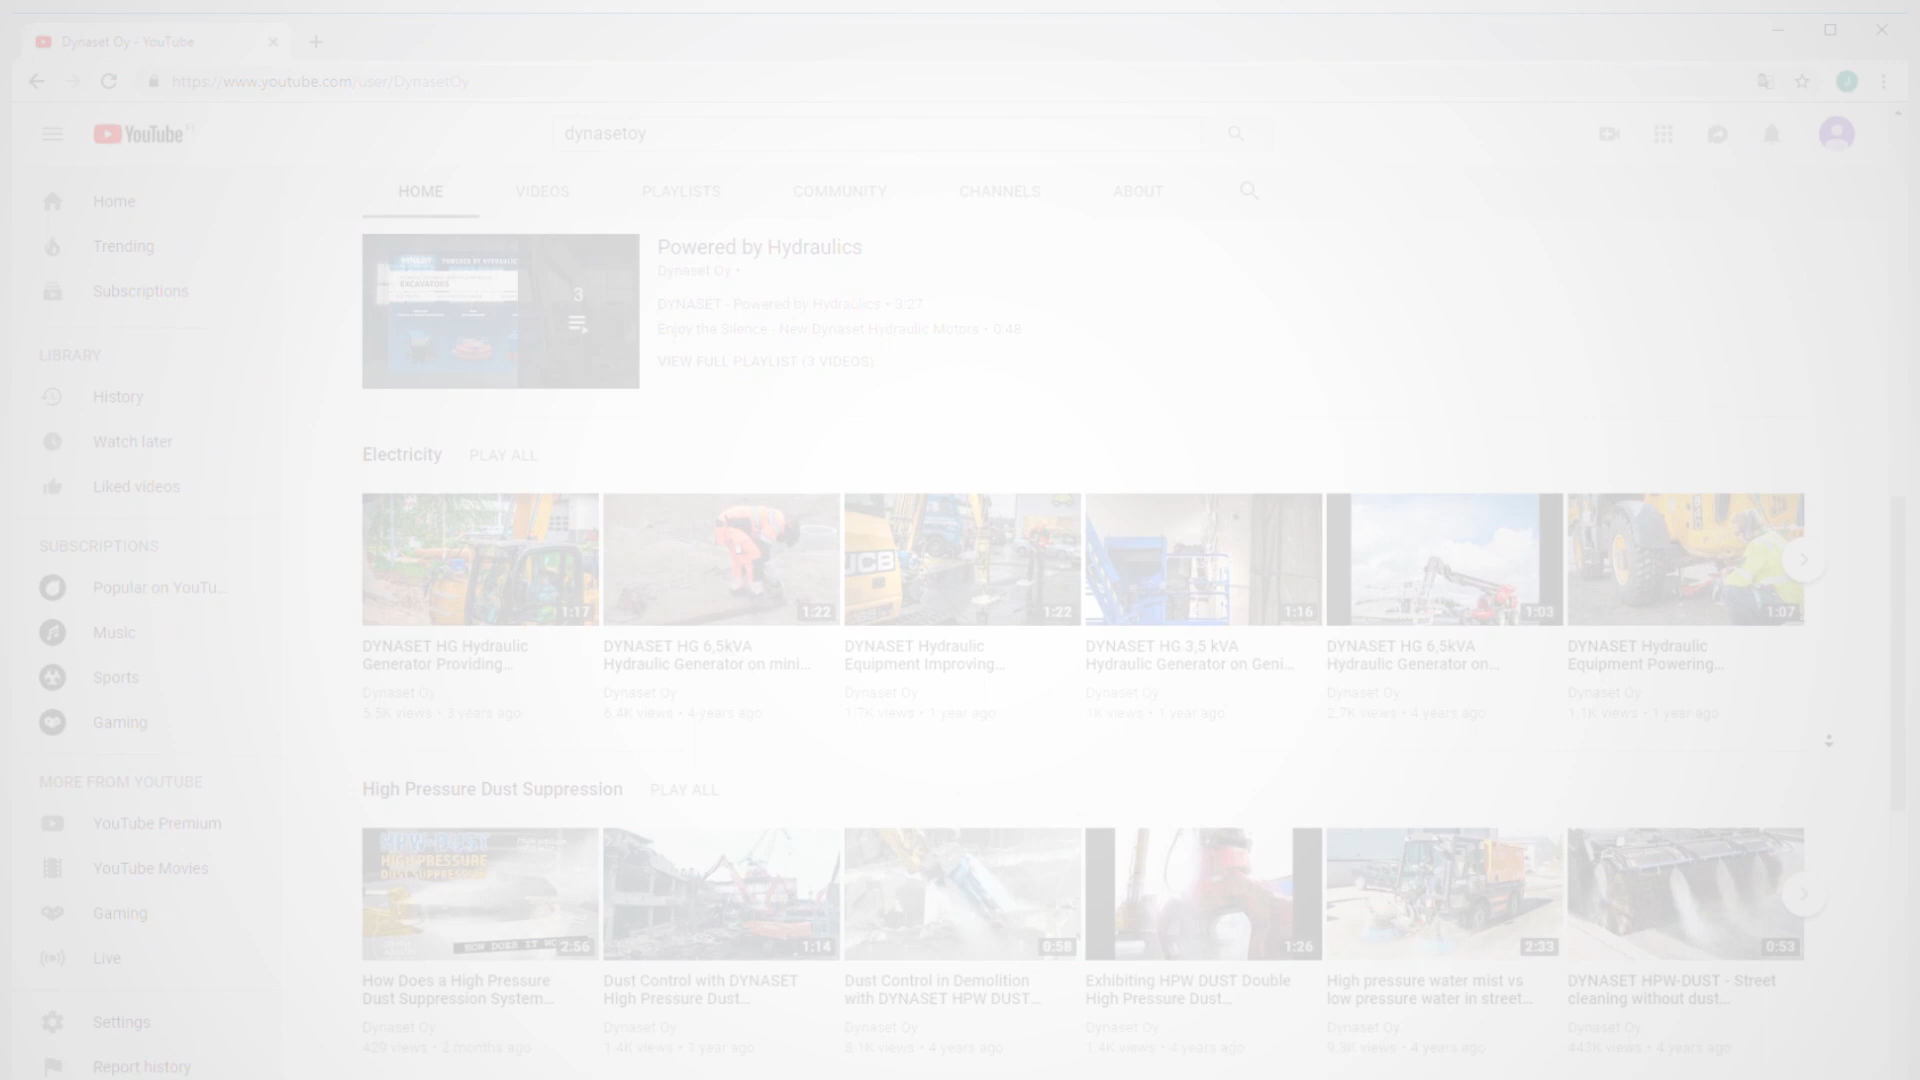 Dynaset Oy - YouTube
https://www.youtube.com/user/DynasetOy
YouTube
dynasetoy
HOME VIDEOS PLAYLISTS COMMUNITY CHANNELS ABOUT
Home
Trending
Subscriptions
LIBRARY
History
Watch later
Liked videos
SUBSCRIPTIONS
Popular on YouTu...
Music
Sports
Gaming
MORE FROM YOUTUBE
YouTube Premium
YouTube Movies
Gaming
Live
Settings
Report history
POWERED BY HYDRAULIC
EXCAVATORS
3
Powered by Hydraulics
Dynaset Oy •
DYNASET - Powered by Hydraulics • 3:27
Enjoy the Silence - New Dynaset Hydraulic Motors • 0:48
VIEW FULL PLAYLIST (3 VIDEOS)
Electricity PLAY ALL
1:17
DYNASET HG Hydraulic
Generator Providing...
Dynaset Oy
5.5K views • 3 years ago
1:22
DYNASET HG 6,5kVA
Hydraulic Generator on mini...
Dynaset Oy
6.4K views • 4 years ago
JCB
1:22
DYNASET Hydraulic
Equipment Improving...
Dynaset Oy
1.7K views • 1 year ago
1:16
DYNASET HG 3,5 kVA
Hydraulic Generator on Geni...
Dynaset Oy
1K views • 1 year ago
1:03
DYNASET HG 6,5kVA
Hydraulic Generator on...
Dynaset Oy
2.7K views • 4 years ago
1:07
DYNASET Hydraulic
Equipment Powering...
Dynaset Oy
1.1K views • 1 year ago
High Pressure Dust Suppression PLAY ALL
HPW-DUST
HIGH PRESSURE
DUST SUPPRESSION
HOW DOES IT
2:56
How Does a High Pressure
Dust Suppression System...
Dynaset Oy
429 views • 2 months ago
1:14
Dust Control with DYNASET
High Pressure Dust...
Dynaset Oy
1.4K views • 1 year ago
0:58
Dust Control in Demolition
with DYNASET HPW DUST...
Dynaset Oy
8.1K views • 4 years ago
1:26
Exhibiting HPW DUST Double
High Pressure Dust...
Dynaset Oy
1.4K views • 4 years ago
2:33
High pressure water mist vs
low pressure water in street...
Dynaset Oy
9.3K views • 4 years ago
0:53
DYNASET HPW-DUST - Street
cleaning without dust...
Dynaset Oy
443K views • 4 years ago